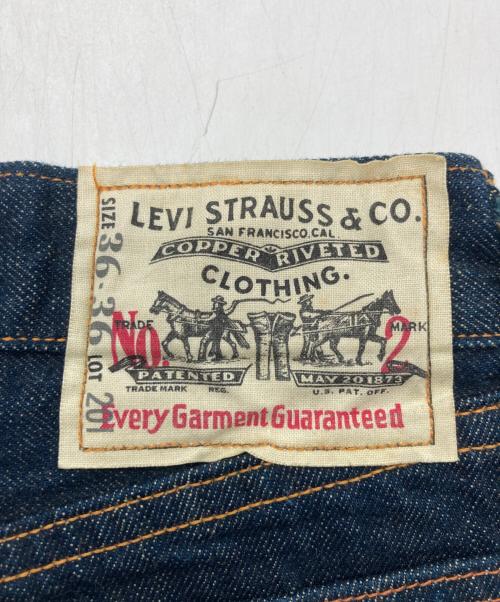 LEVI STRAUSS & CO.
SAN FRANCISCO, CAL
COPPER RIVETED
CLOTHING.
TRADE MARK
No. 2
PATENTED MAY 20 1873
TRADE MARK REG. U.S. PAT. OFF.
Every Garment Guaranteed
SIZE 36-36 LOT 201